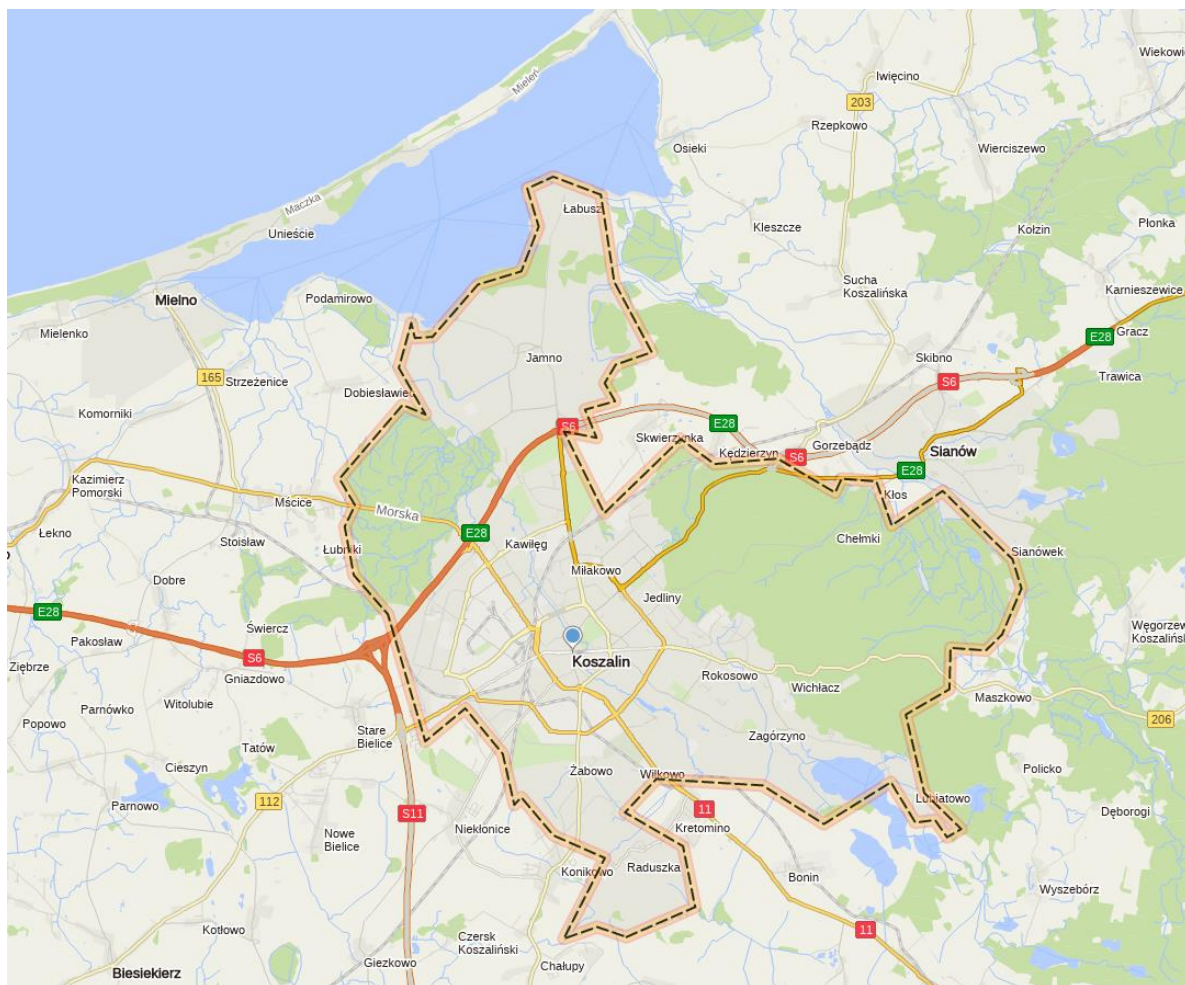 Wiekowi
Iwięcino
Mieleń
203
Rzepkowo
Osieki
Wierciszewo
Maczka
Łabusz
Unieście
Kleszcze
Kołzin
Płonka
Sucha
Koszalińska
Karnieszewice
Mielno
Podamirowo
Mielenko
Gracz
E28
Jamno
Skibno
165
Strzeżenice
Dobiesławiec
S6
Trawica
Komorniki
S6
E28
Skwierzynka
Gorzebądz
Kędzierzyn
S6
Sianów
E28
Kazimierz
Pomorski
Kłos
Mścice
Morska
Łekno
E28
Stoisław
Kawilęg
Chełmki
Łubniki
Sianówek
Dobre
Miłakowo
Jedliny
E28
Świercz
Pakosław
Węgorzew
Koszalińsk
S6
Koszalin
Ziębrze
Gniazdowo
Rokosowo
Wichłacz
Maszkowo
Parnówko
Witolubie
Popowo
206
Stare
Bielice
Zagórzyno
Tatów
Cieszyn
Żabowo
Wilkowo
Policko
Parnowo
112
S11
Lubiatowo
11
Dęborogi
Nowe
Bielice
Niekłonice
Kretomino
Konikowo
Raduszka
Bonin
Wyszebórz
Kotłowo
11
Czersk
Koszaliński
Giezkowo
Chałupy
Biesiekierz